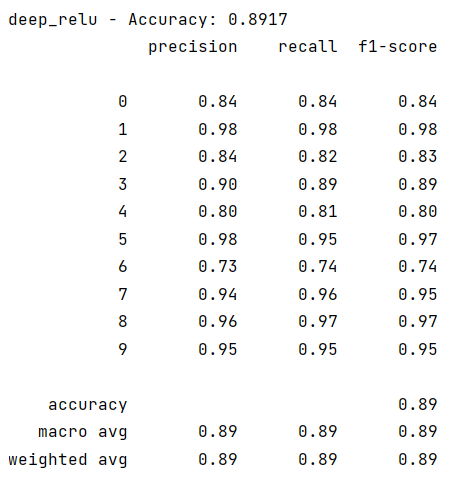 deep_relu - Accuracy: 0.8917
precision recall f1-score
0 0.84 0.84 0.84
1 0.98 0.98 0.98
2 0.84 0.82 0.83
3 0.90 0.89 0.89
4 0.80 0.81 0.80
5 0.98 0.95 0.97
6 0.73 0.74 0.74
7 0.94 0.96 0.95
8 0.96 0.97 0.97
9 0.95 0.95 0.95
accuracy 0.89
macro avg 0.89 0.89 0.89
weighted avg 0.89 0.89 0.89